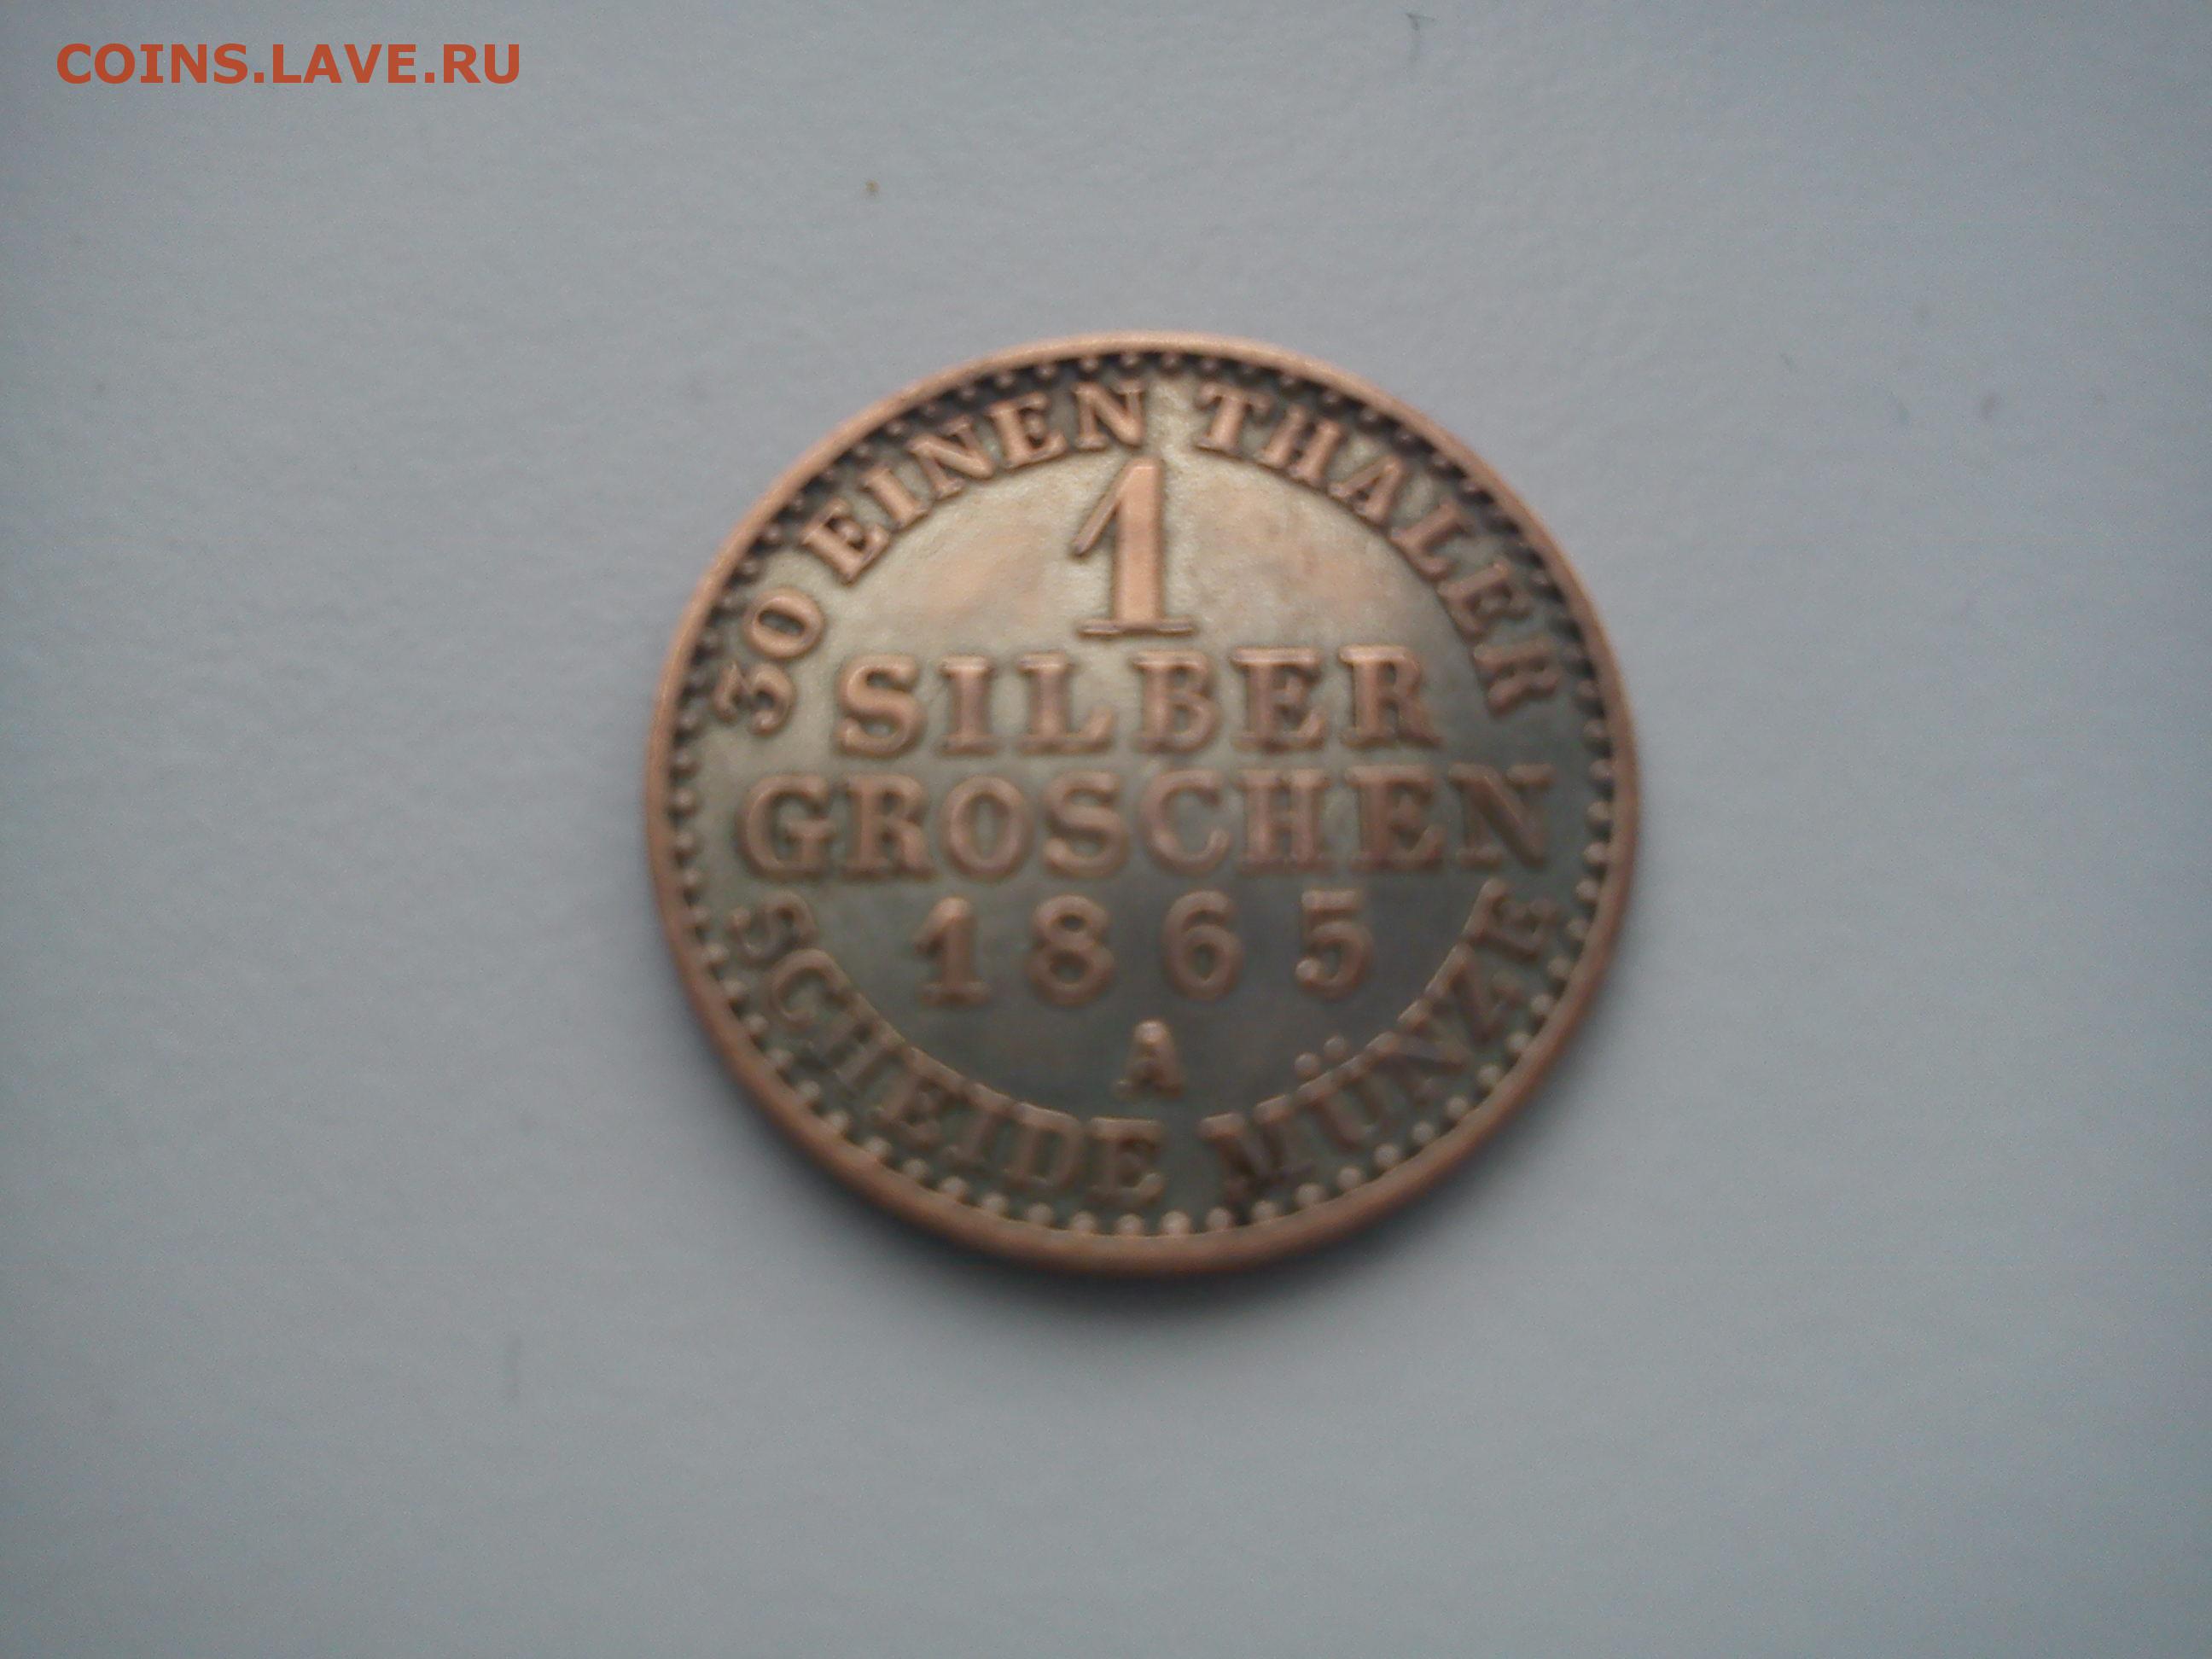 COINS.LAVE.RU
30 EINEN THALER
1
SILBER
GROSCHEN
1865
A
SCHEIDE MÜNZE